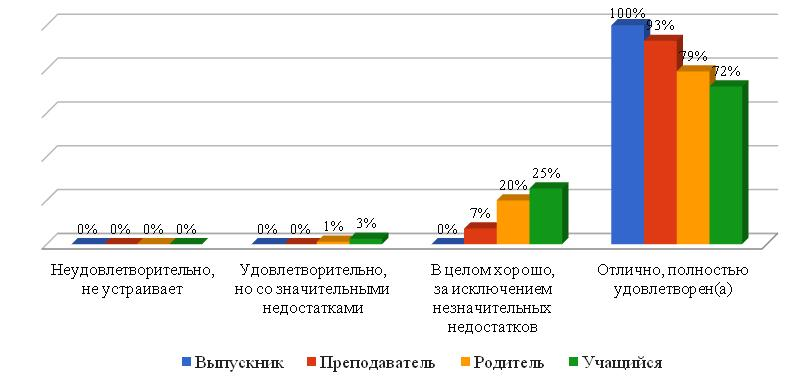 100%
93%
79%
72%
25%
20%
7%
0%
3%
1%
0% 0%
0% 0% 0% 0%
Неудовлетворительно,
не устраивает
Удовлетворительно,
но со значительными
недостатками
В целом хорошо,
за исключением
незначительных
недостатков
Отлично, полностью
удовлетворен(а)
Выпускник Преподаватель Родитель Учащийся